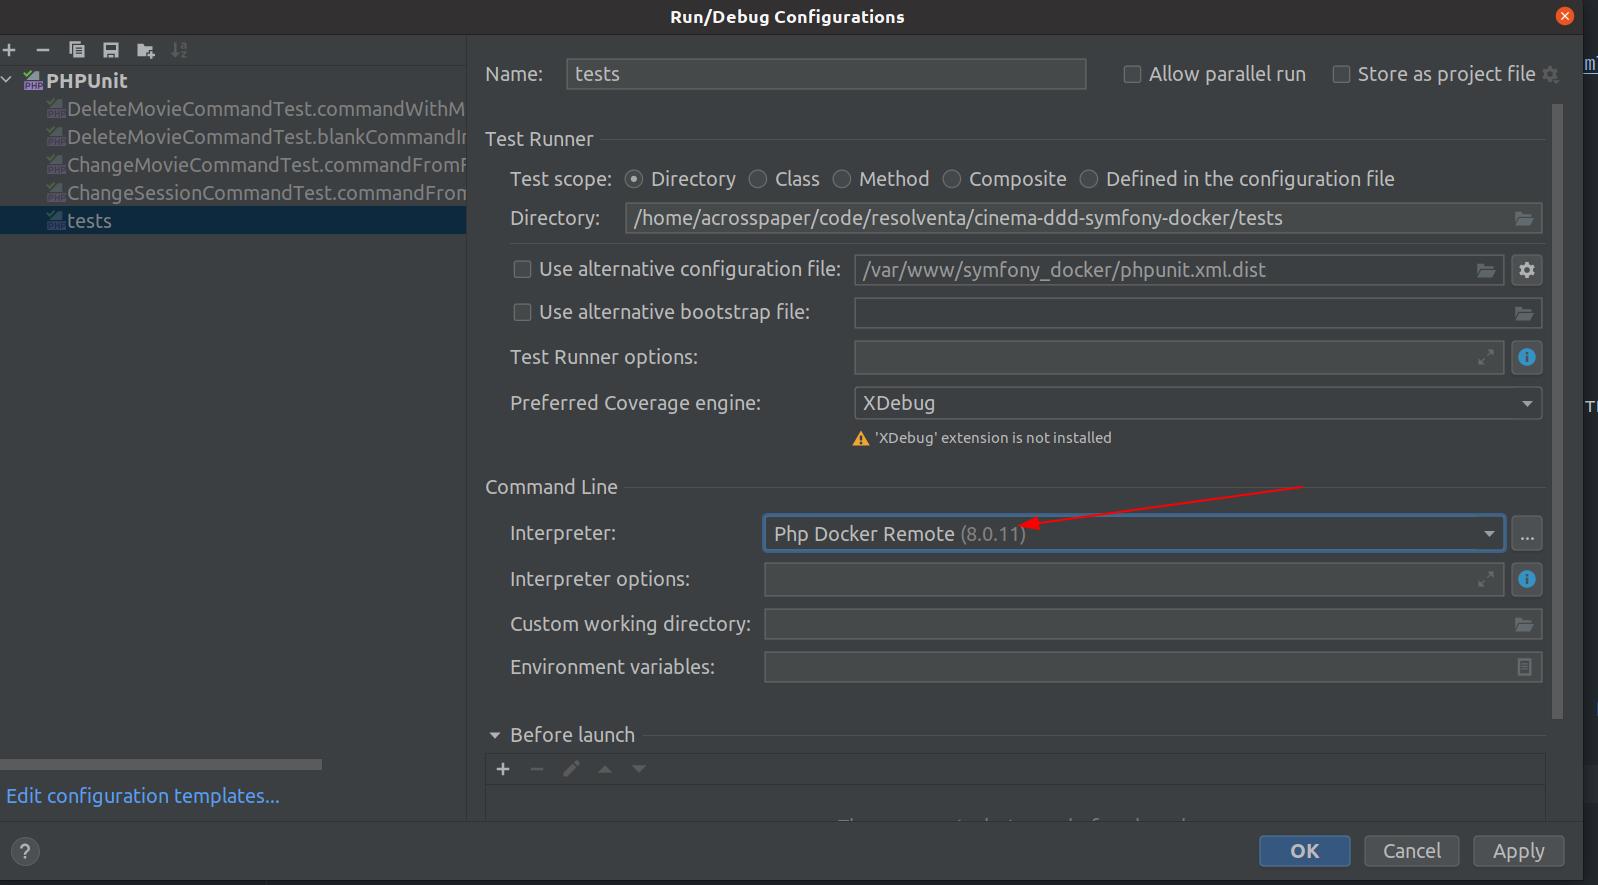 Run/Debug Configurations
PHPUnit
DeleteMovieCommandTest.commandWithM
DeleteMovieCommandTest.blankCommandIn
ChangeMovieCommandTest.commandFromF
ChangeSessionCommandTest.commandFrom
tests
Edit configuration templates...
Name: tests
Allow parallel run
Store as project file
Test Runner
Test scope: Directory Class Method Composite Defined in the configuration file
Directory: /home/acrosspaper/code/resolventa/cinema-ddd-symfony-docker/tests
Use alternative configuration file: /var/www/symfony_docker/phpunit.xml.dist
Use alternative bootstrap file:
Test Runner options:
Preferred Coverage engine: XDebug
'XDebug' extension is not installed
Command Line
Interpreter: Php Docker Remote (8.0.11)
...
Interpreter options:
Custom working directory:
Environment variables:
Before launch
?
OK Cancel Apply